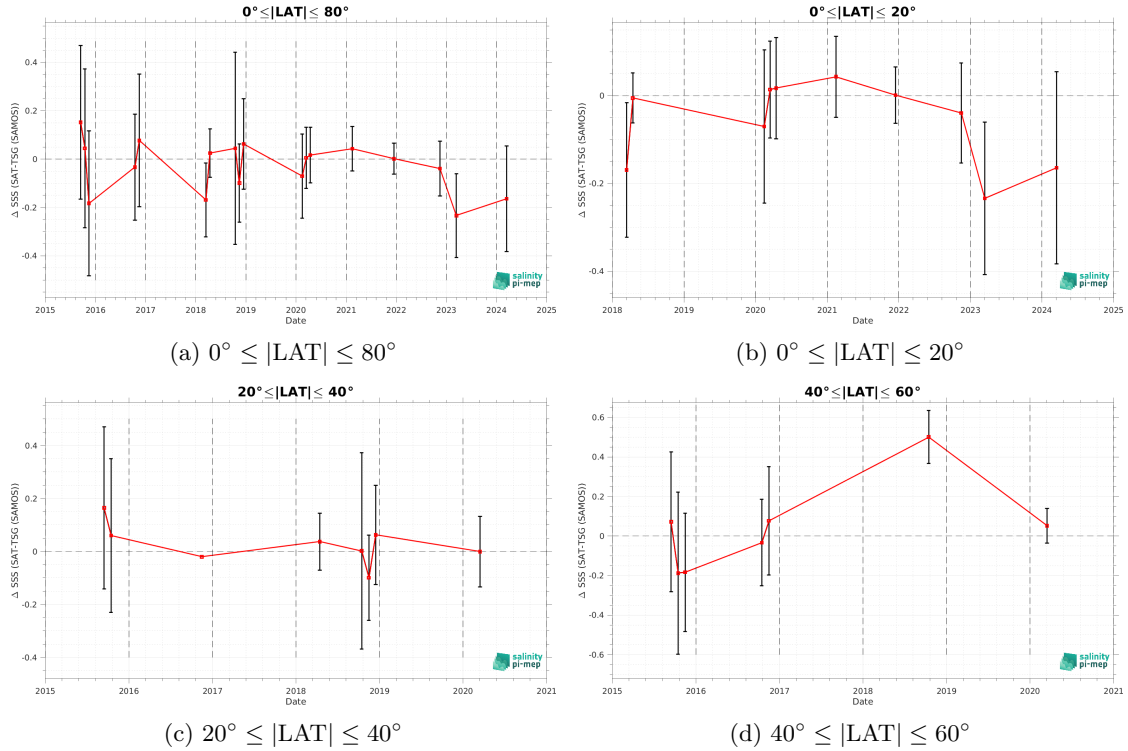 0°≤|LAT|≤ 80°
Δ SSS (SAT-TSG (SAMOS))
0.4
0.2
0
-0.2
-0.4
2015 2016 2017 2018 2019 2020 2021 2022 2023 2024 2025
Date
salinity
pi-mep
(a) 0° ≤ |LAT| ≤ 80°
0°≤|LAT|≤ 20°
Δ SSS (SAT-TSG (SAMOS))
0
-0.2
-0.4
2018 2019 2020 2021 2022 2023 2024 2025
Date
salinity
pi-mep
(b) 0° ≤ |LAT| ≤ 20°
20°≤|LAT|≤ 40°
Δ SSS (SAT-TSG (SAMOS))
0.4
0.2
0
-0.2
-0.4
2015 2016 2017 2018 2019 2020 2021
Date
salinity
pi-mep
(c) 20° ≤ |LAT| ≤ 40°
40°≤|LAT|≤ 60°
Δ SSS (SAT-TSG (SAMOS))
0.6
0.4
0.2
0
-0.2
-0.4
-0.6
2015 2016 2017 2018 2019 2020 2021
Date
salinity
pi-mep
(d) 40° ≤ |LAT| ≤ 60°